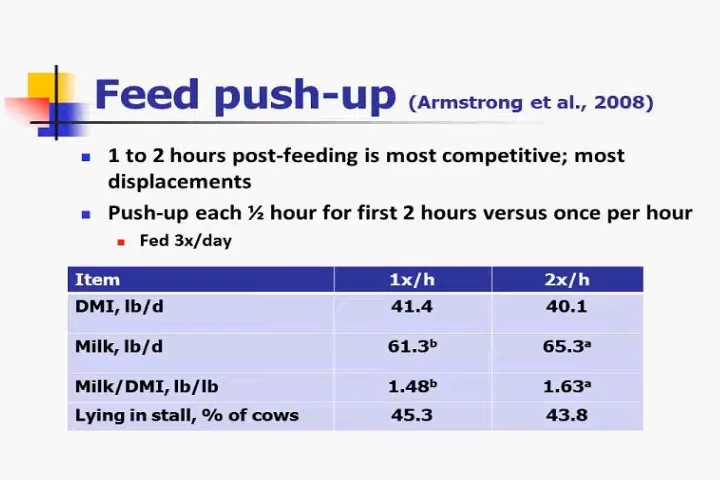 Feed push-up (Armstrong et al., 2008)
1 to 2 hours post-feeding is most competitive; most
displacements
Push-up each ½ hour for first 2 hours versus once per hour
Fed 3x/day
Item 1x/h 2x/h
DMI, lb/d 41.4 40.1
Milk, lb/d 61.3ᵇ 65.3ᵃ
Milk/DMI, lb/lb 1.48ᵇ 1.63ᵃ
Lying in stall, % of cows 45.3 43.8